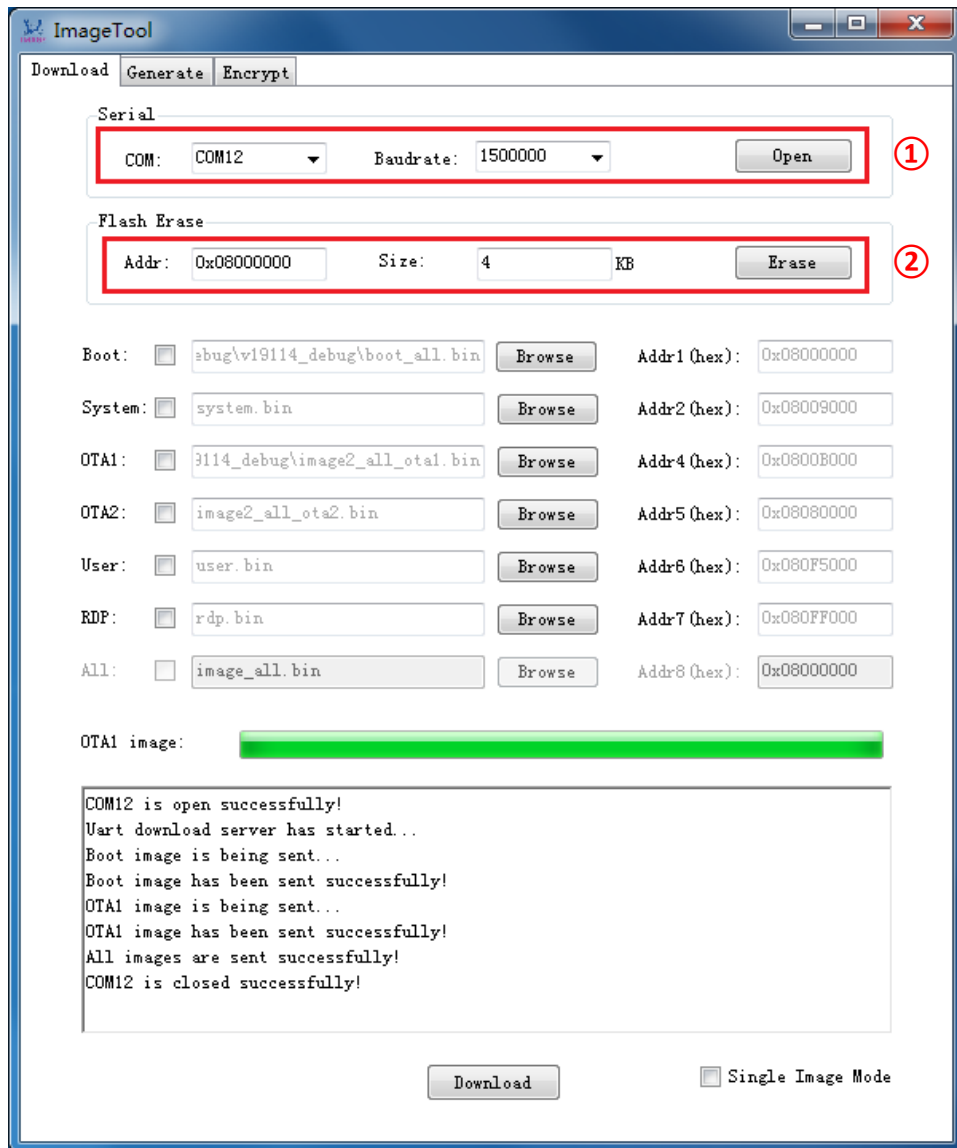 ImageTool
Download Generate Encrypt
Serial
COM: COM12 Baudrate: 1500000 Open ①
Flash Erase
Addr: 0x08000000 Size: 4 KB Erase ②
Boot: ebug\v19114_debug\boot_all.bin Browse Addr1(hex): 0x08000000
System: system.bin Browse Addr2(hex): 0x08009000
OTA1: 9114_debug\image2_all_ota1.bin Browse Addr4(hex): 0x0800B000
OTA2: image2_all_ota2.bin Browse Addr5(hex): 0x08080000
User: user.bin Browse Addr6(hex): 0x080F5000
RDP: rdp.bin Browse Addr7(hex): 0x080FF000
All: image_all.bin Browse Addr8(hex): 0x08000000
OTA1 image:
COM12 is open successfully!
Uart download server has started...
Boot image is being sent...
Boot image has been sent successfully!
OTA1 image is being sent...
OTA1 image has been sent successfully!
All images are sent successfully!
COM12 is closed successfully!
Download Single Image Mode